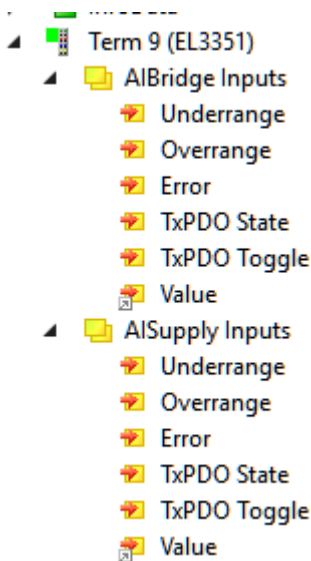 Term 9 (EL3351)
AIBridge Inputs
Underrange
Overrange
Error
TxPDO State
TxPDO Toggle
Value
AISupply Inputs
Underrange
Overrange
Error
TxPDO State
TxPDO Toggle
Value